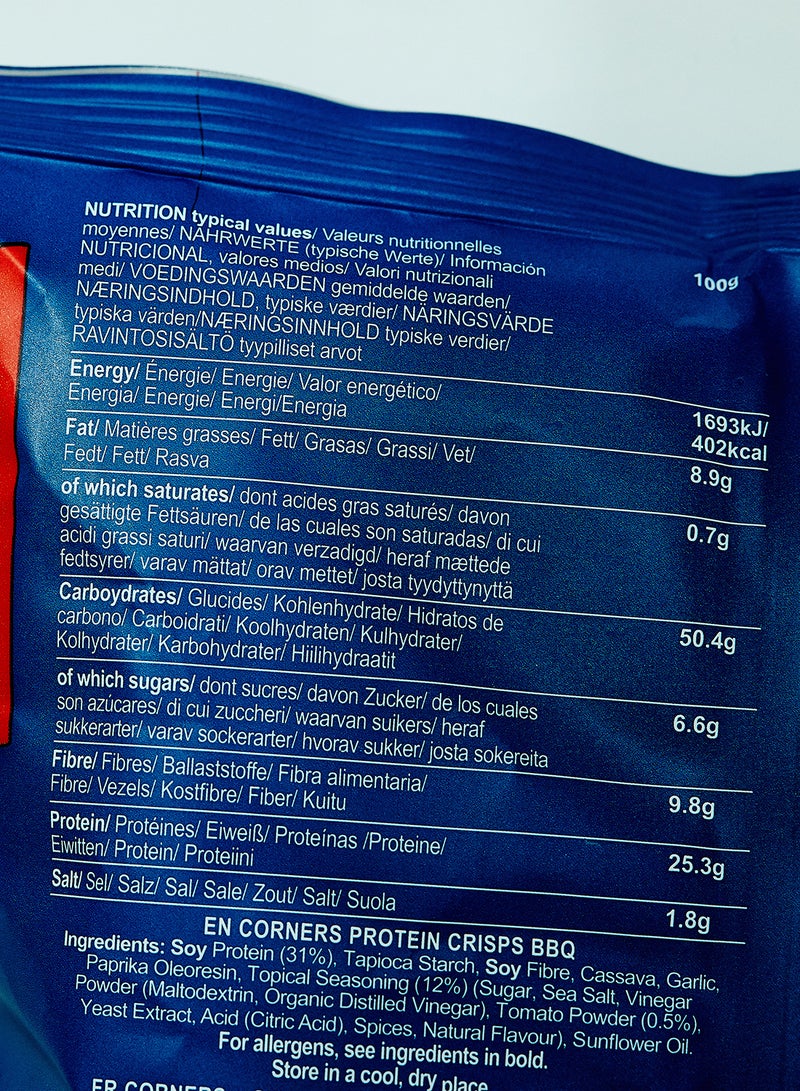 NUTRITION typical values/ Valeurs nutritionnelles
moyennes/ NÄHRWERTE (typische Werte)/ Información
NUTRICIONAL, valores medios/ Valori nutrizionali
medi/ VOEDINGSWAARDEN gemiddelde waarden/
NÆRINGSINDHOLD, typiske værdier/ NÄRINGSVÄRDE
typiska värden/NÆRINGSINNHOLD typiske verdier/
RAVINTOSISÄLTÖ tyypilliset arvot
100g
Energy/ Énergie/ Energie/ Valor energético/
Energia/ Energie/ Energi/Energia
1693kJ/
402kcal
Fat/ Matières grasses/ Fett/ Grasas/ Grassi/ Vet/
Fedt/ Fett/ Rasva
8.9g
of which saturates/ dont acides gras saturés/ davon
gesättigte Fettsäuren/ de las cuales son saturadas/ di cui
acidi grassi saturi/ waarvan verzadigd/ heraf mættede
fedtsyrer/ varav mättat/ orav mettet/ josta tyydyttynyttä
0.7g
Carboydrates/ Glucides/ Kohlenhydrate/ Hidratos de
carbono/ Carboidrati/ Koolhydraten/ Kulhydrater/
Kolhydrater/ Karbohydrater/ Hiilihydraatit
50.4g
of which sugars/ dont sucres/ davon Zucker/ de los cuales
son azúcares/ di cui zuccheri/ waarvan suikers/ heraf
sukkerarter/ varav sockerarter/ hvorav sukker/ josta sokereita
6.6g
Fibre/ Fibres/ Ballaststoffe/ Fibra alimentaria/
Fibre/ Vezels/ Kostfibre/ Fiber/ Kuitu
9.8g
Protein/ Protéines/ Eiweiß/ Proteínas /Proteine/
Eiwitten/ Protein/ Proteiini
25.3g
Salt/ Sel/ Salz/ Sal/ Sale/ Zout/ Salt/ Suola
1.8g
EN CORNERS PROTEIN CRISPS BBQ
Ingredients: Soy Protein (31%), Tapioca Starch, Soy Fibre, Cassava, Garlic,
Paprika Oleoresin, Topical Seasoning (12%) (Sugar, Sea Salt, Vinegar
Powder (Maltodextrin, Organic Distilled Vinegar), Tomato Powder (0.5%),
Yeast Extract, Acid (Citric Acid), Spices, Natural Flavour), Sunflower Oil.
For allergens, see ingredients in bold.
Store in a cool, dry place
FR CORNERS